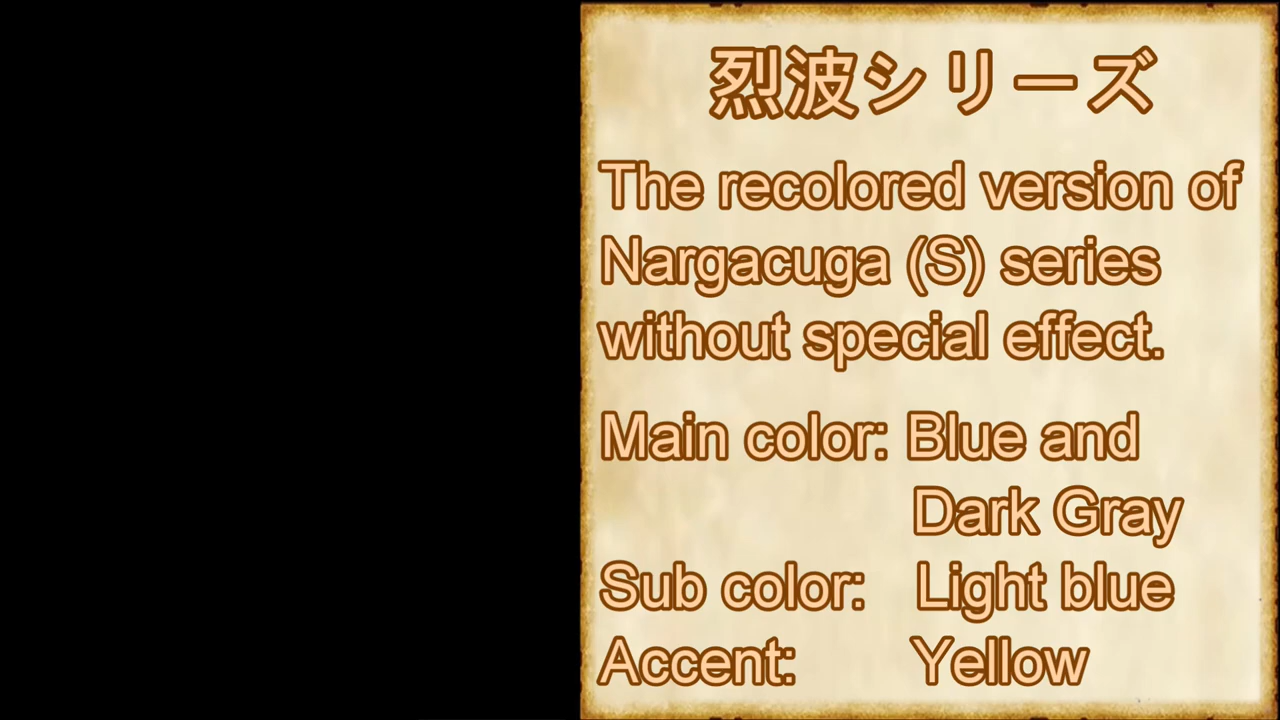 烈波シリーズ
The recolored version of
Nargacuga (S) series
without special effect.
Main color: Blue and
Dark Gray
Sub color: Light blue
Accent: Yellow